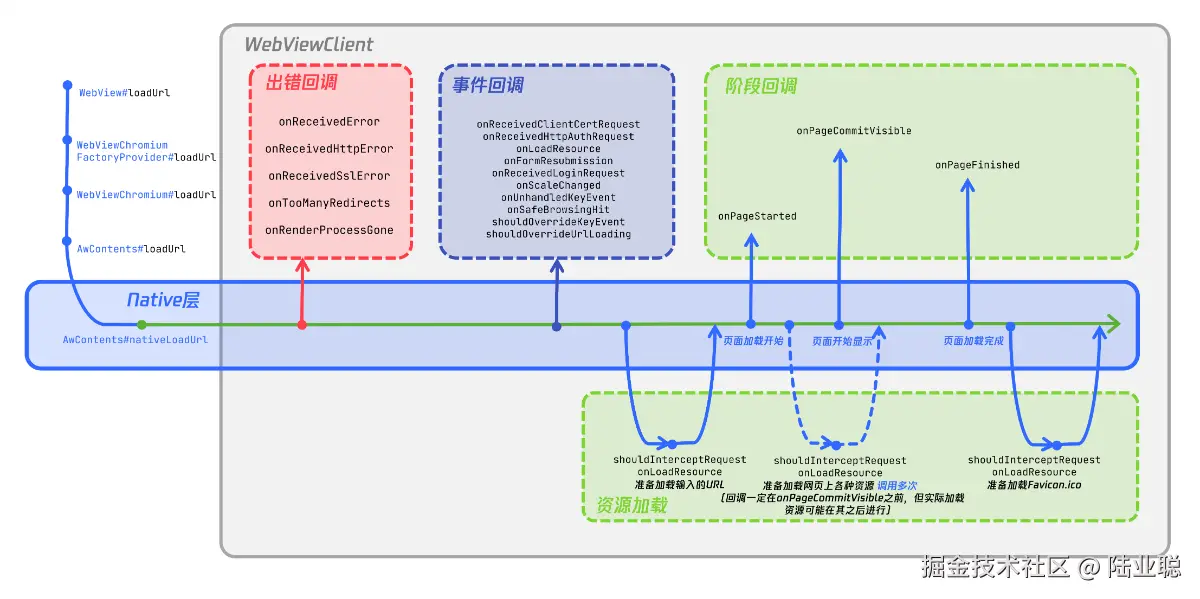 WebViewClient
WebView#loadUrl
WebViewChromium
FactoryProvider#loadUrl
WebViewChromium#loadUrl
AwContents#loadUrl
出错回调
onReceivedError
onReceivedHttpError
onReceivedSslError
onTooManyRedirects
onRenderProcessGone
事件回调
onReceivedClientCertRequest
onReceivedHttpAuthRequest
onLoadResource
onFormResubmission
onReceivedLoginRequest
onScaleChanged
onUnhandledKeyEvent
onSafeBrowsingHit
shouldOverrideKeyEvent
shouldOverrideUrlLoading
阶段回调
onPageCommitVisible
onPageFinished
onPageStarted
Native层
AwContents#nativeLoadUrl
页面加载开始
页面开始显示
页面加载完成
shouldInterceptRequest
onLoadResource
准备加载输入的URL
shouldInterceptRequest
onLoadResource
准备加载网页上各种资源 调用多次
(回调一定在onPageCommitVisible之前，但实际加载
资源可能在其之后进行)
shouldInterceptRequest
onLoadResource
准备加载Favicon.ico
资源加载
掘金技术社区 @ 陆业聪